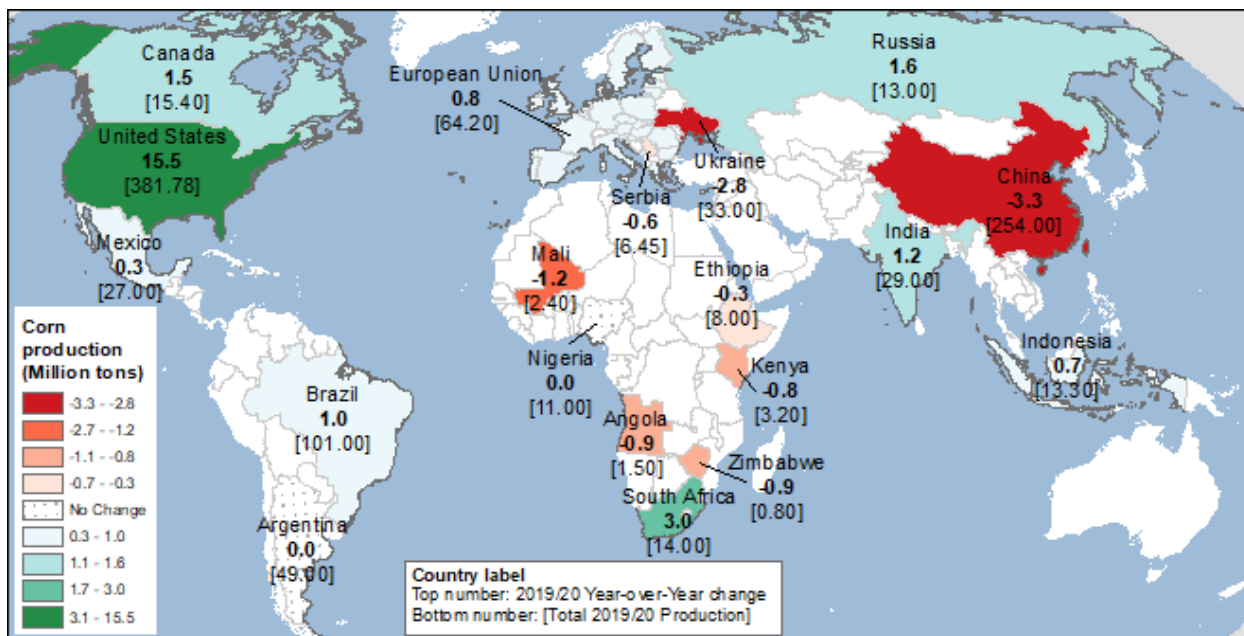 Canada
1.5
[15.40]
United States
15.5
[381.78]
Mexico
0.3
[27.00]
European Union
0.8
[64.20]
Russia
1.6
[13.00]
Ukraine
-2.8
[33.00]
Serbia
-0.6
[6.45]
China
-3.3
[254.00]
India
1.2
[29.00]
Mali
-1.2
[2.40]
Ethiopia
-0.3
[8.00]
Nigeria
0.0
[11.00]
Kenya
-0.8
[3.20]
Indonesia
0.7
[13.30]
Brazil
1.0
[101.00]
Angola
-0.9
[1.50]
Zimbabwe
-0.9
[0.80]
South Africa
3.0
[14.00]
Argentina
0.0
[49.00]
Corn
production
(Million tons)
-3.3 - -2.8
-2.7 - -1.2
-1.1 - -0.8
-0.7 - -0.3
No Change
0.3 - 1.0
1.1 - 1.6
1.7 - 3.0
3.1 - 15.5
Country label
Top number: 2019/20 Year-over-Year change
Bottom number: [Total 2019/20 Production]